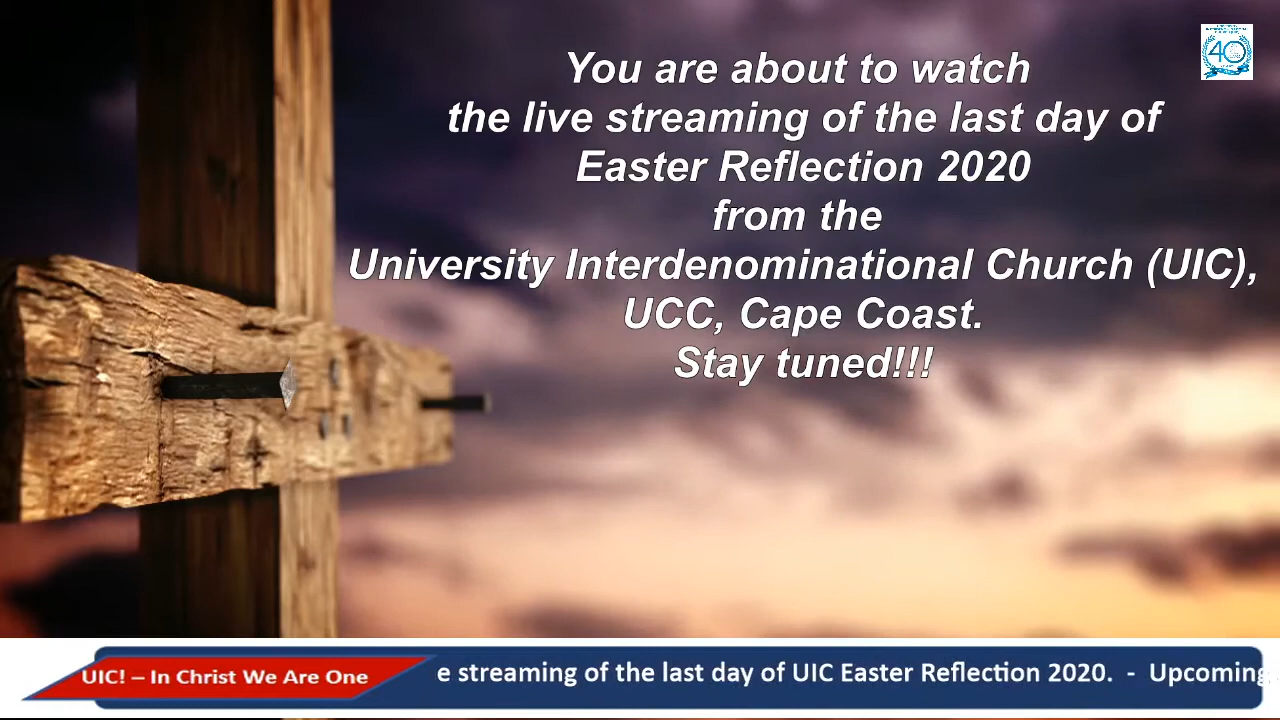 40
You are about to watch
the live streaming of the last day of
Easter Reflection 2020
from the
University Interdenominational Church (UIC),
UCC, Cape Coast.
Stay tuned!!!
UIC! – In Christ We Are One
e streaming of the last day of UIC Easter Reflection 2020. - Upcoming